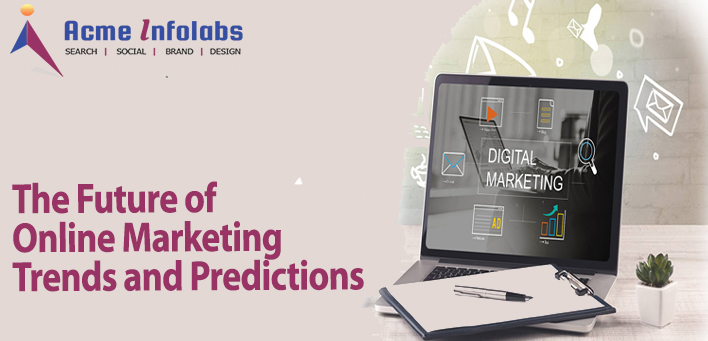 Acme Infolabs
SEARCH | SOCIAL | BRAND | DESIGN
The Future of
Online Marketing
Trends and Predictions
DIGITAL
MARKETING
AD